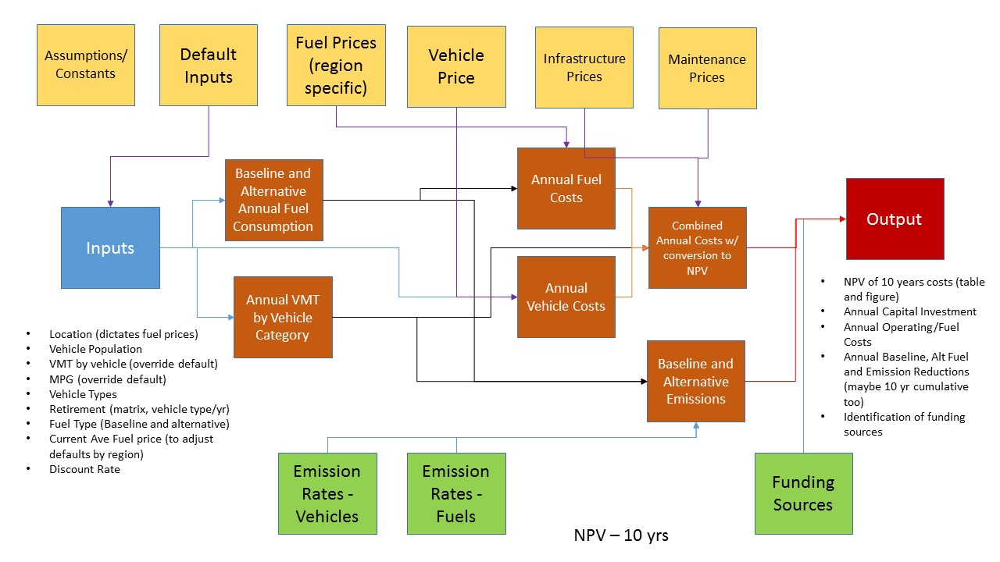 Assumptions/
Constants
Default
Inputs
Fuel Prices
(region
specific)
Vehicle
Price
Infrastructure
Prices
Maintenance
Prices
Baseline and
Alternative
Annual Fuel
Consumption
Annual Fuel
Costs
Inputs
Combined
Annual Costs w/
conversion to
NPV
Output
Annual VMT
by Vehicle
Category
Annual
Vehicle Costs
Baseline and
Alternative
Emissions
• Location (dictates fuel prices)
• Vehicle Population
• VMT by vehicle (override default)
• MPG (override default)
• Vehicle Types
• Retirement (matrix, vehicle type/yr)
• Fuel Type (Baseline and alternative)
• Current Ave Fuel price (to adjust
defaults by region)
• Discount Rate
• NPV of 10 years costs (table
and figure)
• Annual Capital Investment
• Annual Operating/Fuel
Costs
• Annual Baseline, Alt Fuel
and Emission Reductions
(maybe 10 yr cumulative
too)
• Identification of funding
sources
Emission
Rates -
Vehicles
Emission
Rates -
Fuels
Funding
Sources
NPV – 10 yrs